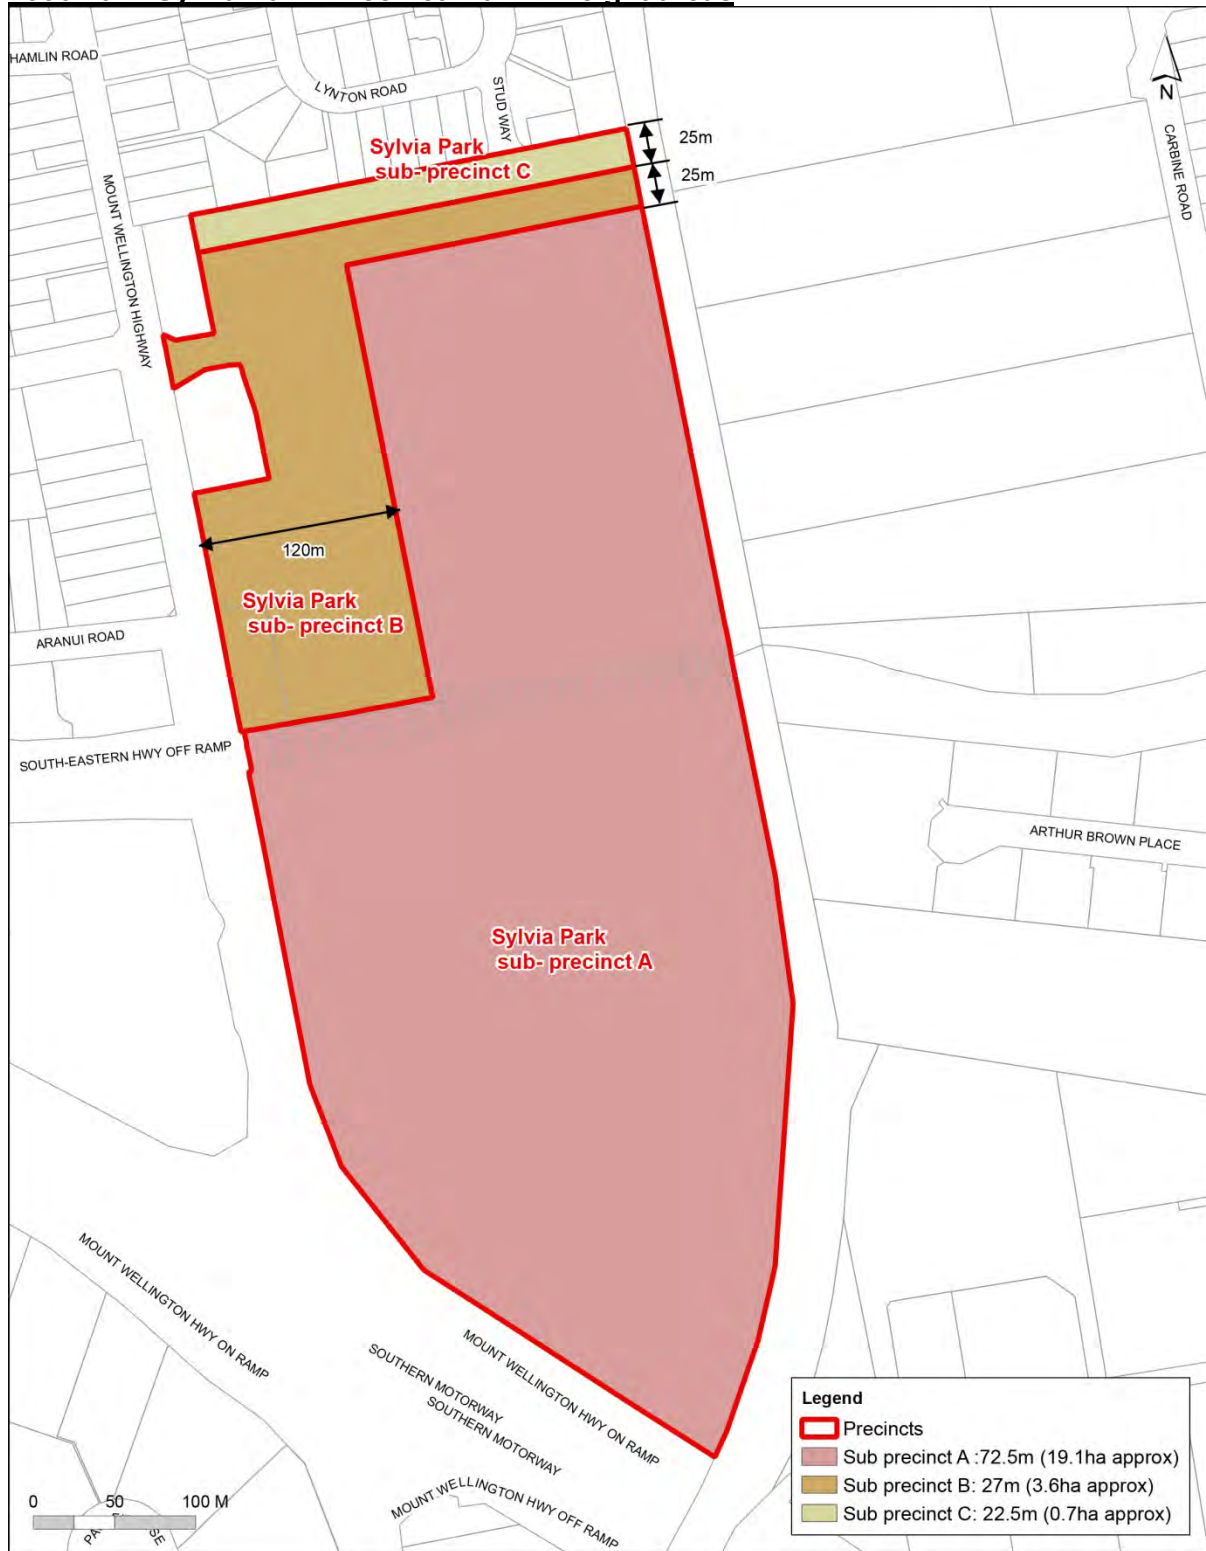 HAMLIN ROAD
LYNTON ROAD
STUD WAY
N
CARBINE ROAD
Sylvia Park
sub- precinct C
25m
25m
MOUNT WELLINGTON HIGHWAY
120m
Sylvia Park
sub- precinct B
ARANUI ROAD
SOUTH-EASTERN HWY OFF RAMP
ARTHUR BROWN PLACE
Sylvia Park
sub- precinct A
MOUNT WELLINGTON HWY ON RAMP
MOUNT WELLINGTON HWY ON RAMP
SOUTHERN MOTORWAY
SOUTHERN MOTORWAY
MOUNT WELLINGTON HWY OFF RAMP
Legend
Precincts
Sub precinct A :72.5m (19.1ha approx)
Sub precinct B: 27m (3.6ha approx)
Sub precinct C: 22.5m (0.7ha approx)
0 50 100 M